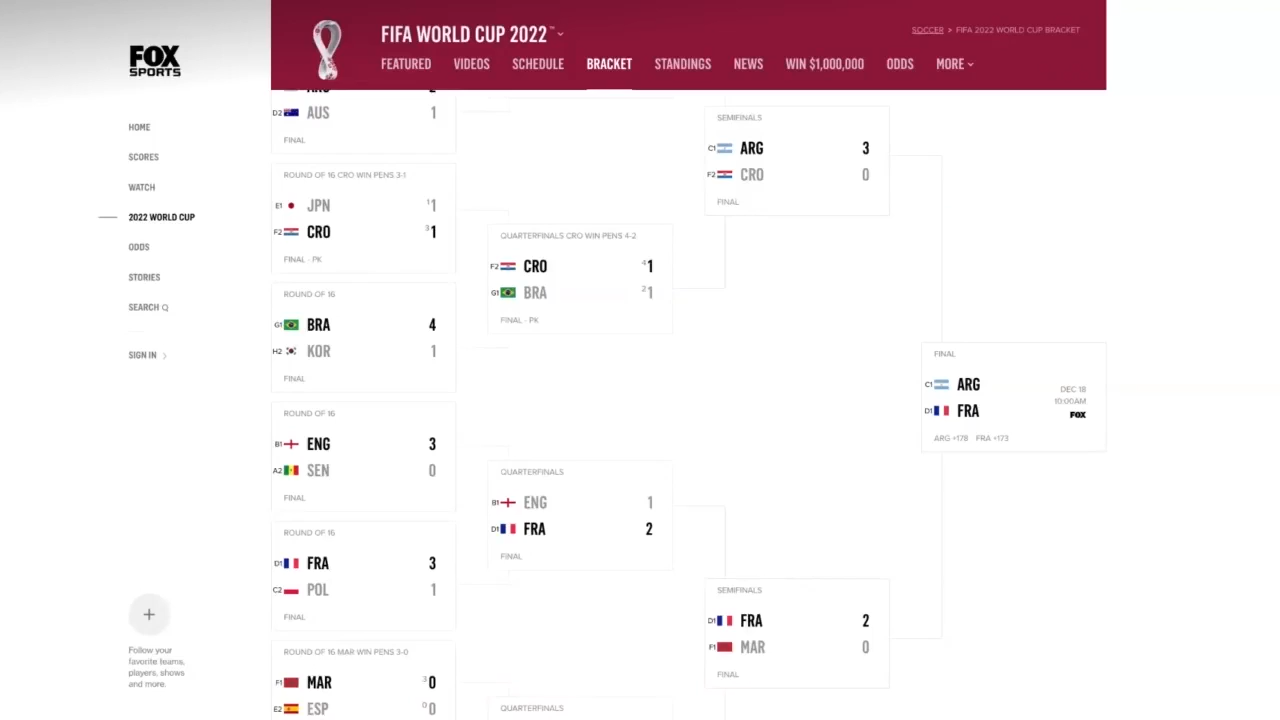 FIFA WORLD CUP 2022™
SOCCER > FIFA 2022 WORLD CUP BRACKET
FOX
SPORTS
FEATURED VIDEOS SCHEDULE BRACKET STANDINGS NEWS WIN $1,000,000 ODDS MORE
HOME
SCORES
WATCH
2022 WORLD CUP
ODDS
STORIES
SEARCH
SIGN IN
+
Follow your
favorite teams,
players, shows
and more.
D2 AUS 1
FINAL
ROUND OF 16 CRO WIN PENS 3-1
E1 JPN 1 1
F2 CRO 3 1
FINAL - PK
ROUND OF 16
G1 BRA 4
H2 KOR 1
FINAL
ROUND OF 16
B1 ENG 3
A2 SEN 0
FINAL
ROUND OF 16
D1 FRA 3
C2 POL 1
FINAL
ROUND OF 16 MAR WIN PENS 3-0
F1 MAR 3 0
E2 ESP 0 0
QUARTERFINALS CRO WIN PENS 4-2
F2 CRO 4 1
G1 BRA 2 1
FINAL - PK
QUARTERFINALS
B1 ENG 1
D1 FRA 2
FINAL
QUARTERFINALS
SEMIFINALS
C1 ARG 3
F2 CRO 0
FINAL
SEMIFINALS
D1 FRA 2
F1 MAR 0
FINAL
FINAL
C1 ARG
D1 FRA
DEC 18
10:00AM
FOX
ARG +178 FRA +173